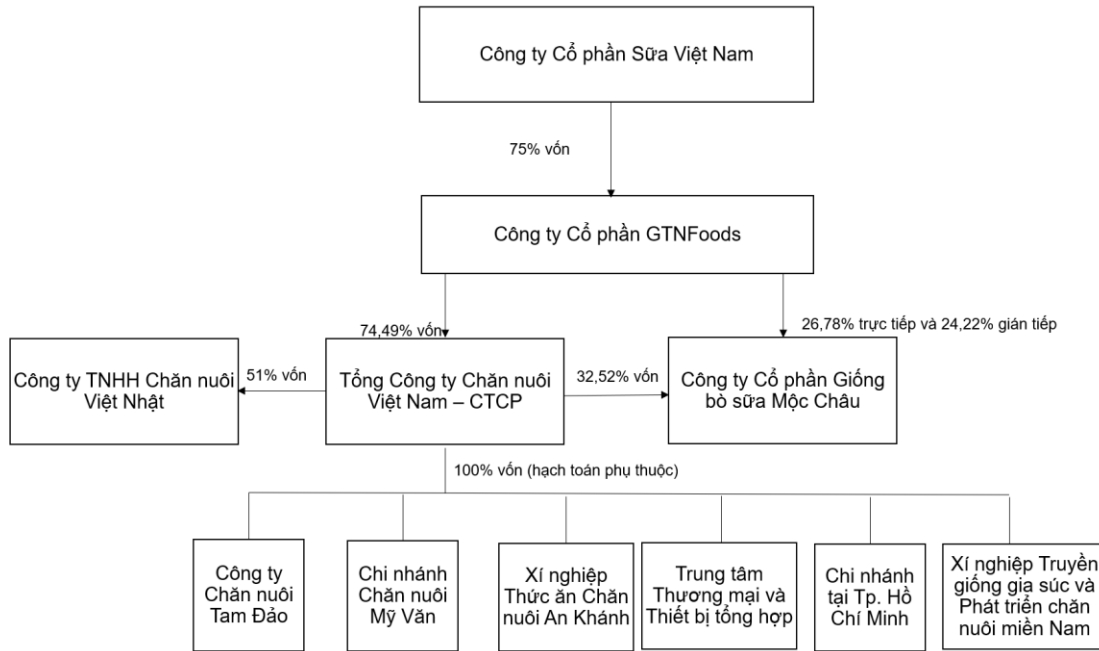 Công ty Cổ phần Sữa Việt Nam
75% vốn
Công ty Cổ phần GTNFoods
74,49% vốn
26,78% trực tiếp và 24,22% gián tiếp
Công ty TNHH Chăn nuôi
Việt Nhật
51% vốn
Tổng Công ty Chăn nuôi
Việt Nam – CTCP
32,52% vốn
Công ty Cổ phần Giống
bò sữa Mộc Châu
100% vốn (hạch toán phụ thuộc)
Công ty
Chăn nuôi
Tam Đảo
Chi nhánh
Chăn nuôi
Mỹ Văn
Xí nghiệp
Thức ăn Chăn
nuôi An Khánh
Trung tâm
Thương mại và
Thiết bị tổng hợp
Chi nhánh
tại Tp. Hồ
Chí Minh
Xí nghiệp Truyền
giống gia súc và
Phát triển chăn
nuôi miền Nam